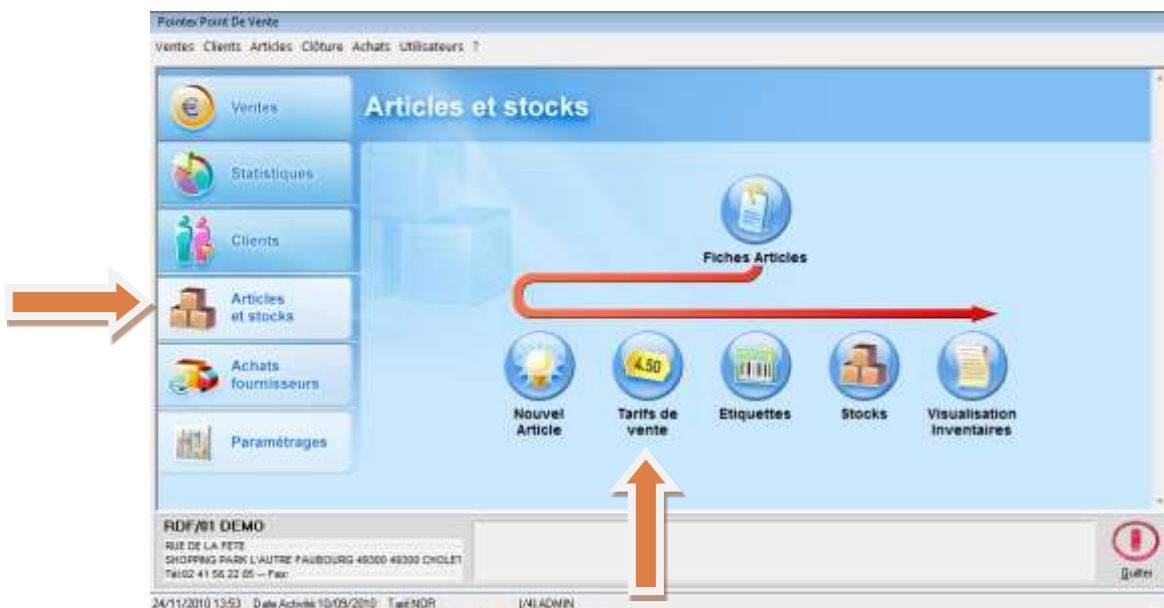 Pointex Point De Vente
Ventes Clients Articles Clôture Achats Utilisateurs ?
Ventes
Articles et stocks
Statistiques
Clients
Fiches Articles
Articles
et stocks
4.50
Achats
fournisseurs
Nouvel
Article
Tarifs de
vente
Etiquettes
Stocks
Visualisation
Inventaires
Paramétrages
RDF/01 DEMO
RUE DE LA FETE
SHOPPING PARK L'AUTRE FAUBOURG 49300 49300 CHOLET
Tél:02 41 56 22 05 -- Fax:
Quitter
24/11/2010 13:53 Date Activité 10/09/2010 Tarif:NOR (/4) ADMIN